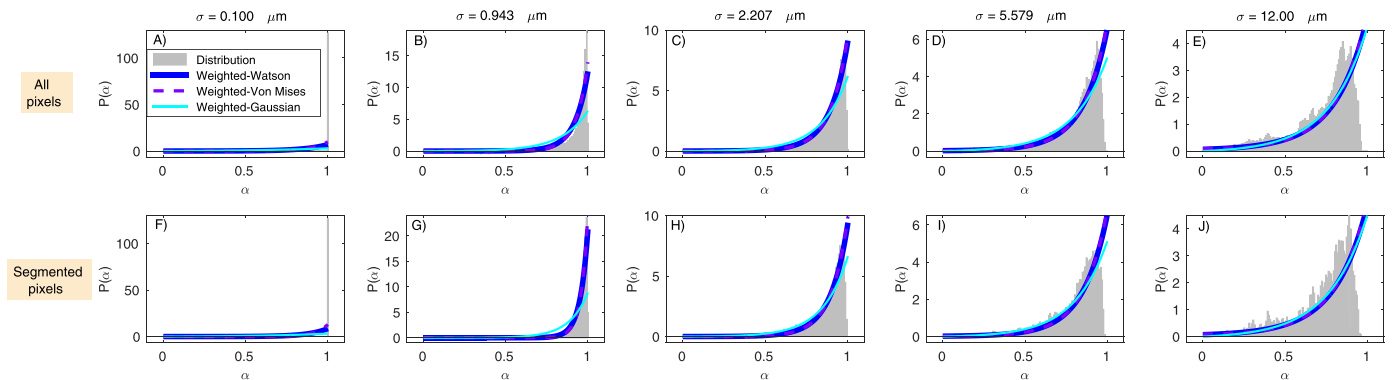 σ = 0.100 μm
σ = 0.943 μm
σ = 2.207 μm
σ = 5.579 μm
σ = 12.00 μm
All
pixels
A)
Distribution
Weighted-Watson
Weighted-Von Mises
Weighted-Gaussian
P(α)
100
50
0
0 0.5 1
α
B)
P(α)
15
10
5
0
0 0.5 1
α
C)
P(α)
10
5
0
0 0.5 1
α
D)
P(α)
6
4
2
0
0 0.5 1
α
E)
P(α)
4
3
2
1
0
0 0.5 1
α
Segmented
pixels
F)
P(α)
100
50
0
0 0.5 1
α
G)
P(α)
20
15
10
5
0
0 0.5 1
α
H)
P(α)
10
5
0
0 0.5 1
α
I)
P(α)
6
4
2
0
0 0.5 1
α
J)
P(α)
4
3
2
1
0
0 0.5 1
α